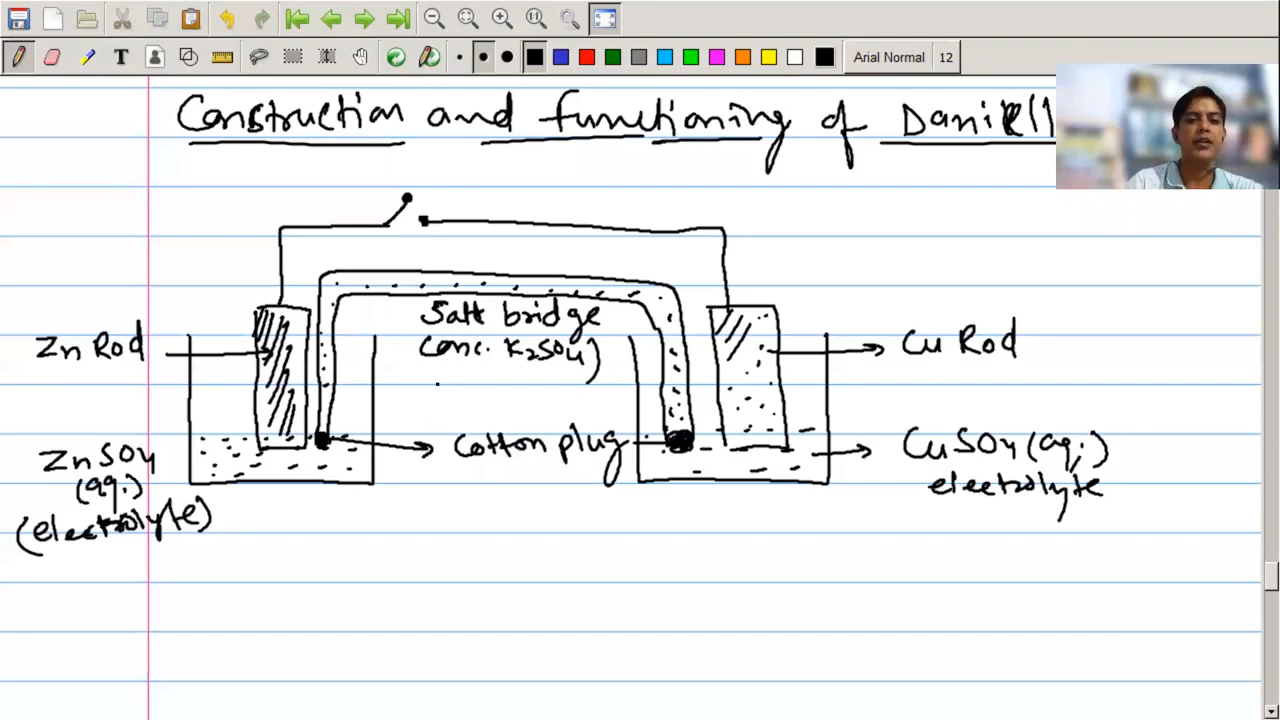 Arial Normal 12
Construction and functioning of Daniell
Salt bridge
conc. K₂SO₄)
Zn Rod
Cu Rod
Cotton plug
ZnSO₄
(aq.)
(electrolyte)
CuSO₄ (aq.)
electrolyte